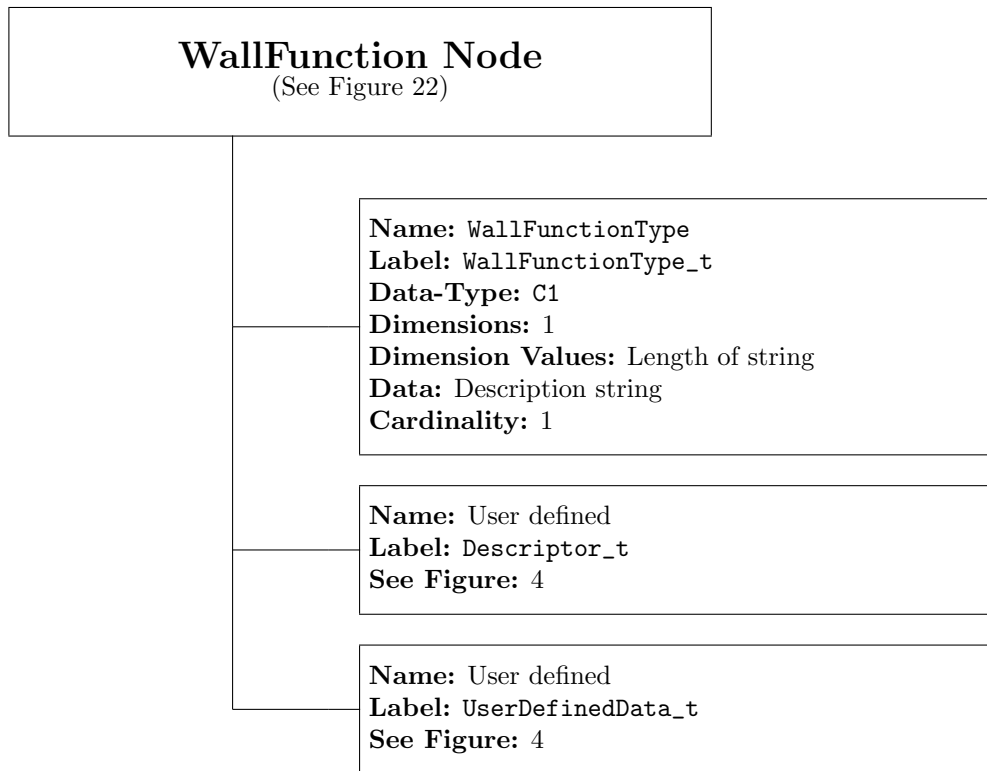 WallFunction Node
(See Figure 22)
Name: WallFunctionType
Label: WallFunctionType_t
Data-Type: C1
Dimensions: 1
Dimension Values: Length of string
Data: Description string
Cardinality: 1
Name: User defined
Label: Descriptor_t
See Figure: 4
Name: User defined
Label: UserDefinedData_t
See Figure: 4